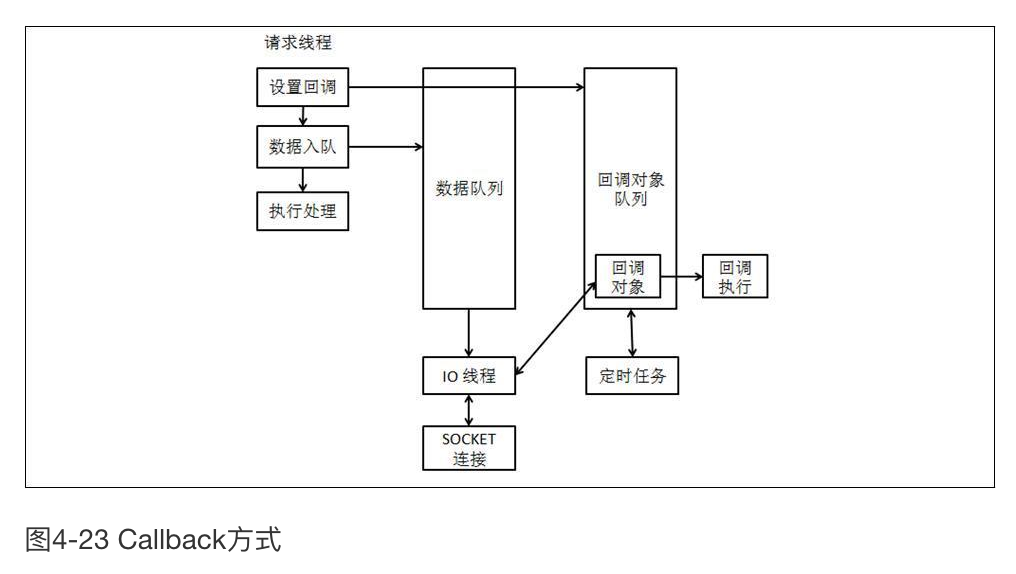 请求线程
设置回调
数据入队
执行处理
数据队列
回调对象
队列
回调
对象
回调
执行
IO 线程
定时任务
SOCKET
连接
图4-23 Callback方式